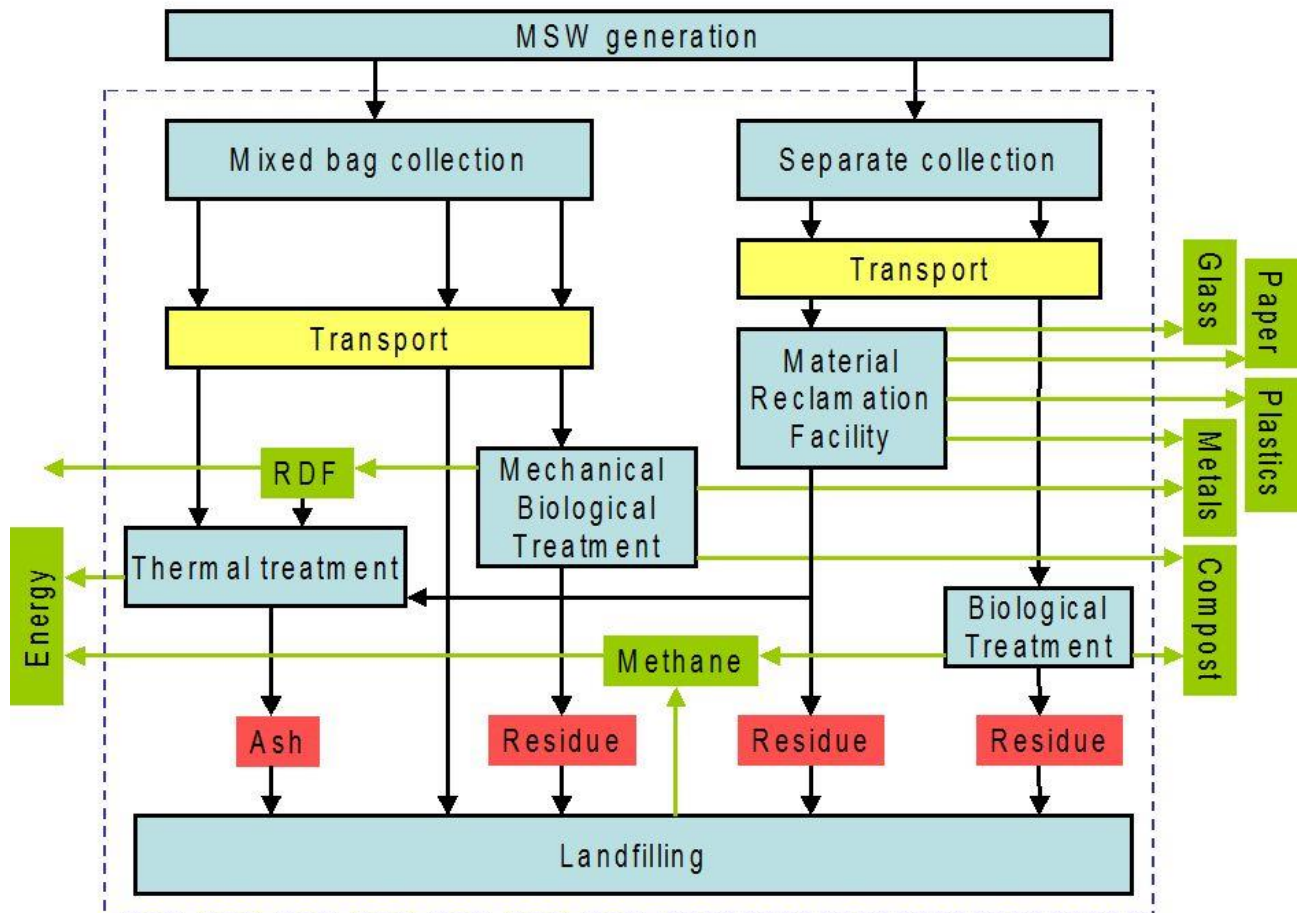 MSW generation
Mixed bag collection
Separate collection
Transport
Glass
Paper
Transport
Material
Reclamation
Facility
Plastics
Metals
RDF
Mechanical
Biological
Treatment
Thermal treatment
Energy
Compost
Biological
Treatment
Methane
Ash
Residue
Residue
Residue
Landfilling